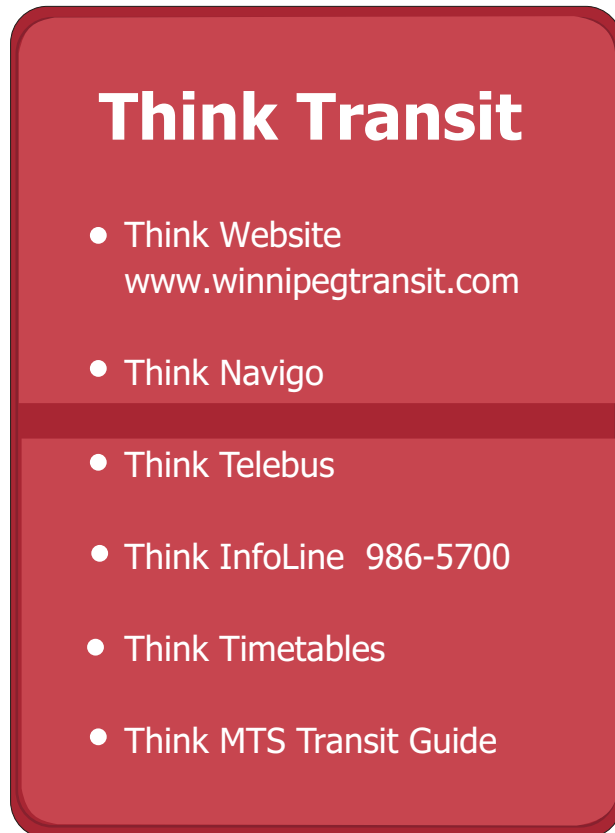 Think Transit
• Think Website
www.winnipegtransit.com
• Think Navigo
• Think Telebus
• Think InfoLine 986-5700
• Think Timetables
• Think MTS Transit Guide